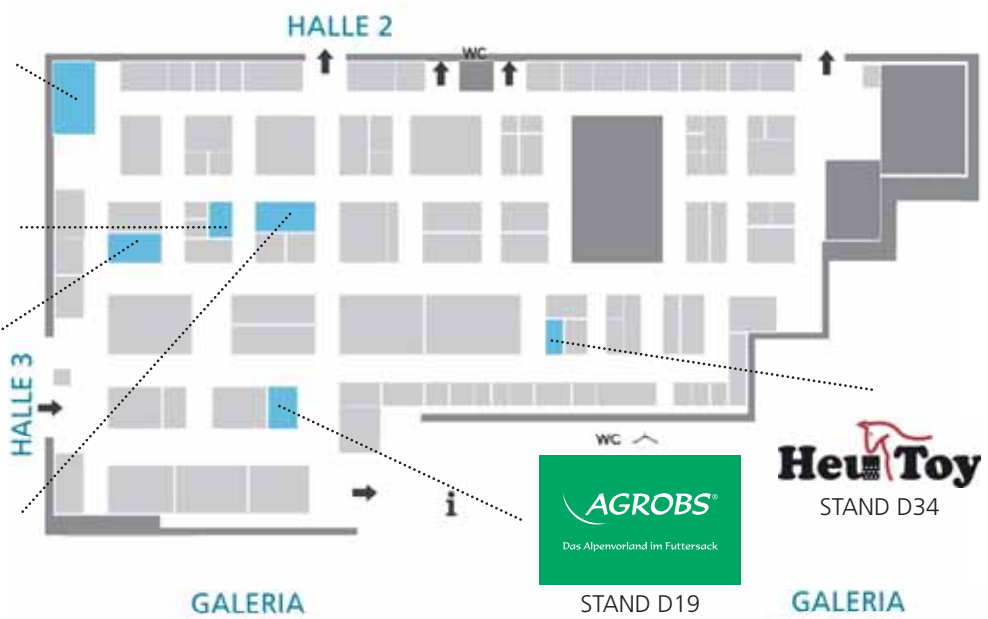 HALLE 2
WC
HALLE 3
WC
i
HeuToy
STAND D34
AGROBS®
Das Alpenvorland im Futtersack
STAND D19
GALERIA
GALERIA